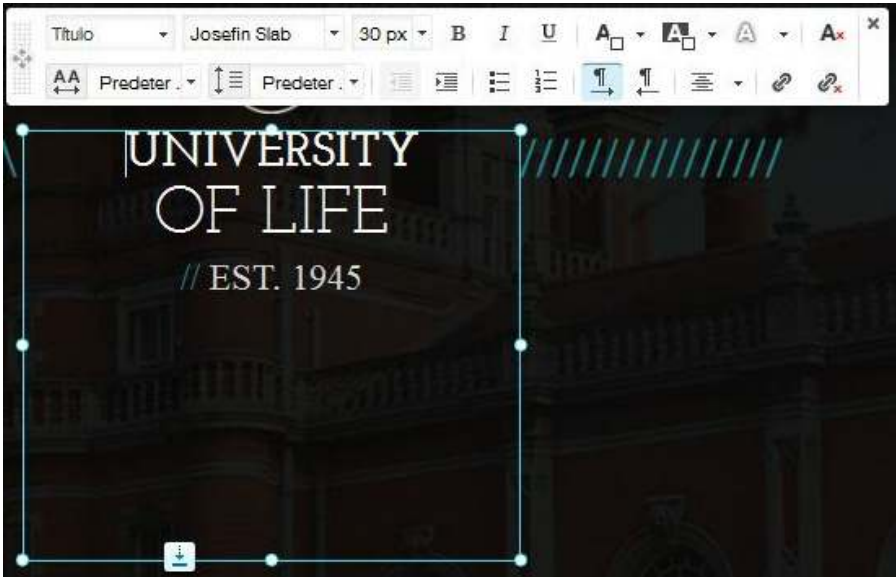 Título Josefin Slab 30 px B I U A A A A
AA Predeter . Predeter .
UNIVERSITY
OF LIFE
// EST. 1945